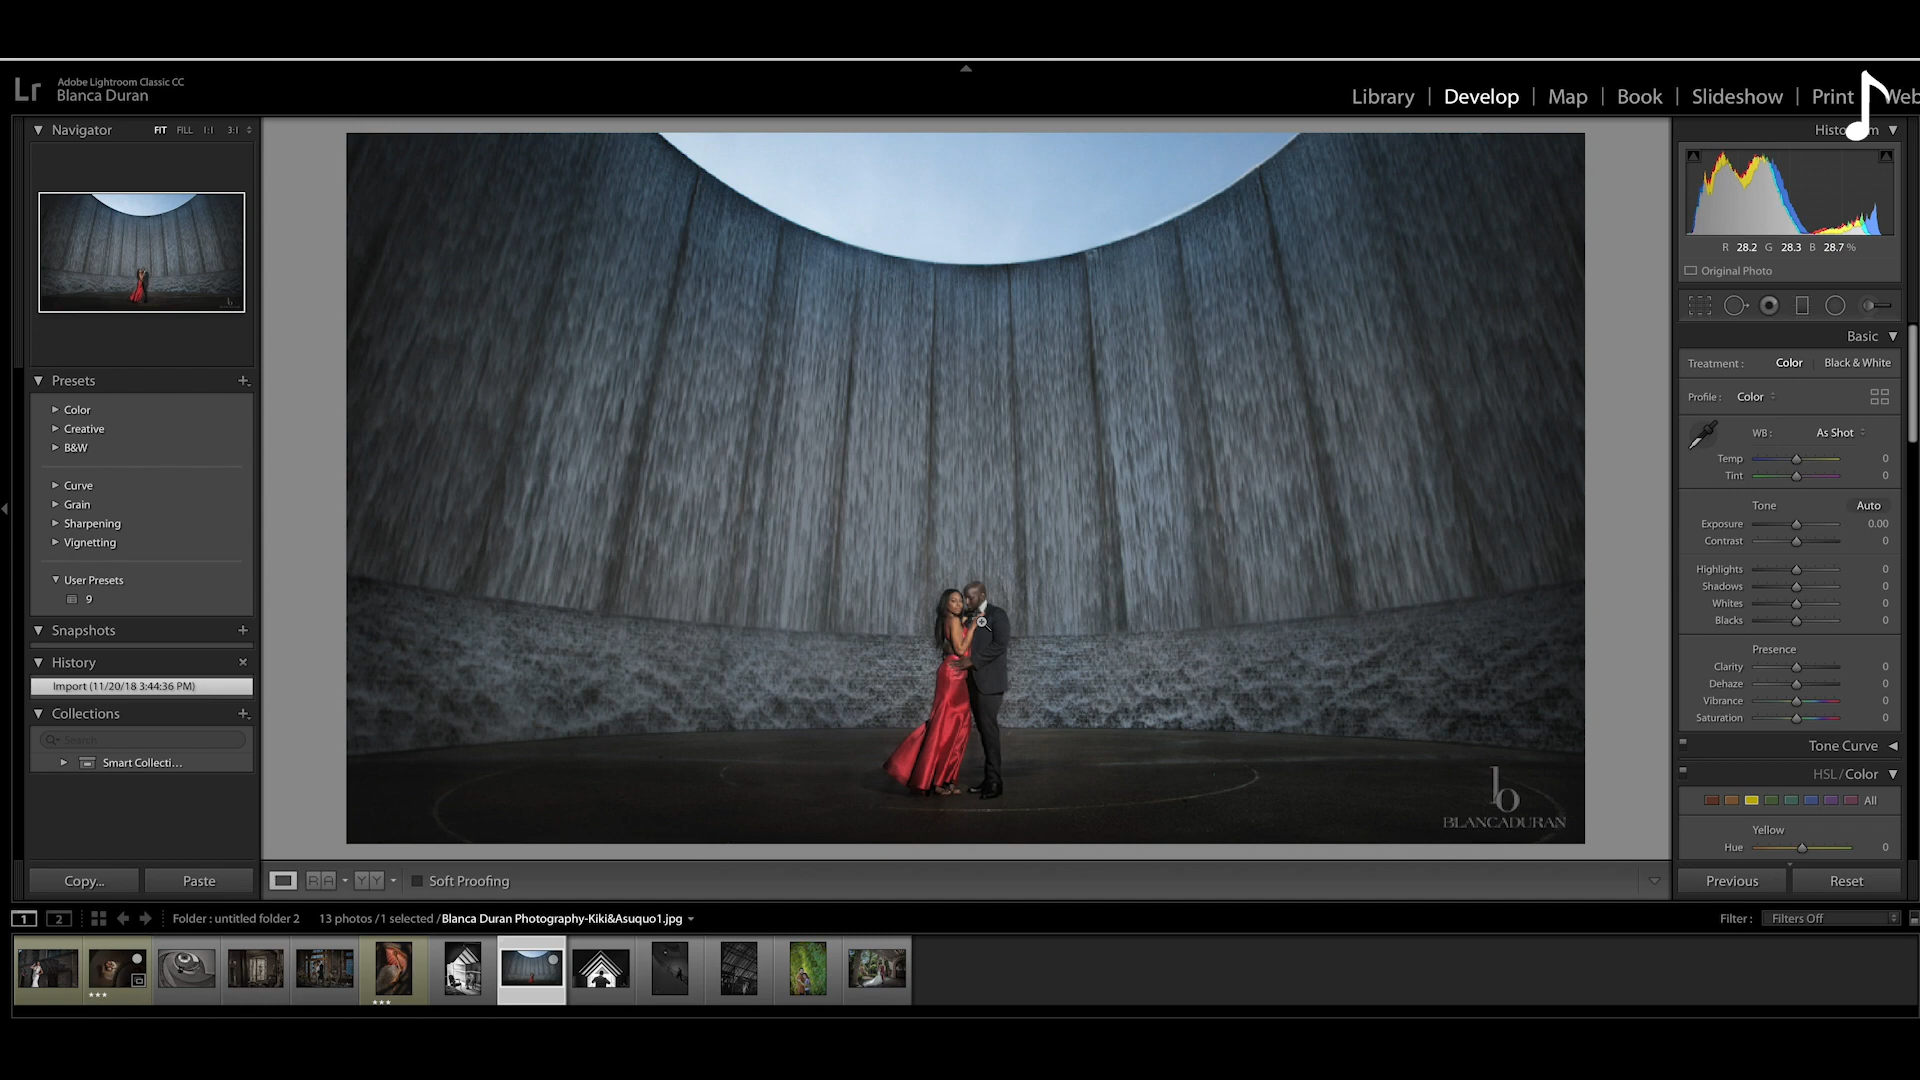 Lr
Adobe Lightroom Classic CC
Blanca Duran
Library | Develop | Map | Book | Slideshow | Print
Navigator FIT FILL 1:1 3:1
Presets
Color
Creative
B&W
Curve
Grain
Sharpening
Vignetting
User Presets
9
Snapshots
History
Import (11/20/18 3:44:36 PM)
Collections
Search
Smart Collecti...
Copy... Paste
b
BLANCADURAN
R A Y Y Soft Proofing
R 28.2 G 28.3 B 28.7 %
Original Photo
Basic
Treatment : Color Black & White
Profile : Color
WB : As Shot
Temp 0
Tint 0
Tone Auto
Exposure 0.00
Contrast 0
Highlights 0
Shadows 0
Whites 0
Blacks 0
Presence
Clarity 0
Dehaze 0
Vibrance 0
Saturation 0
Tone Curve
HSL / Color
All
Yellow
Hue 0
Previous Reset
1 2 Folder : untitled folder 2 13 photos / 1 selected / Blanca Duran Photography-Kiki&Asuquo1.jpg Filter : Filters Off